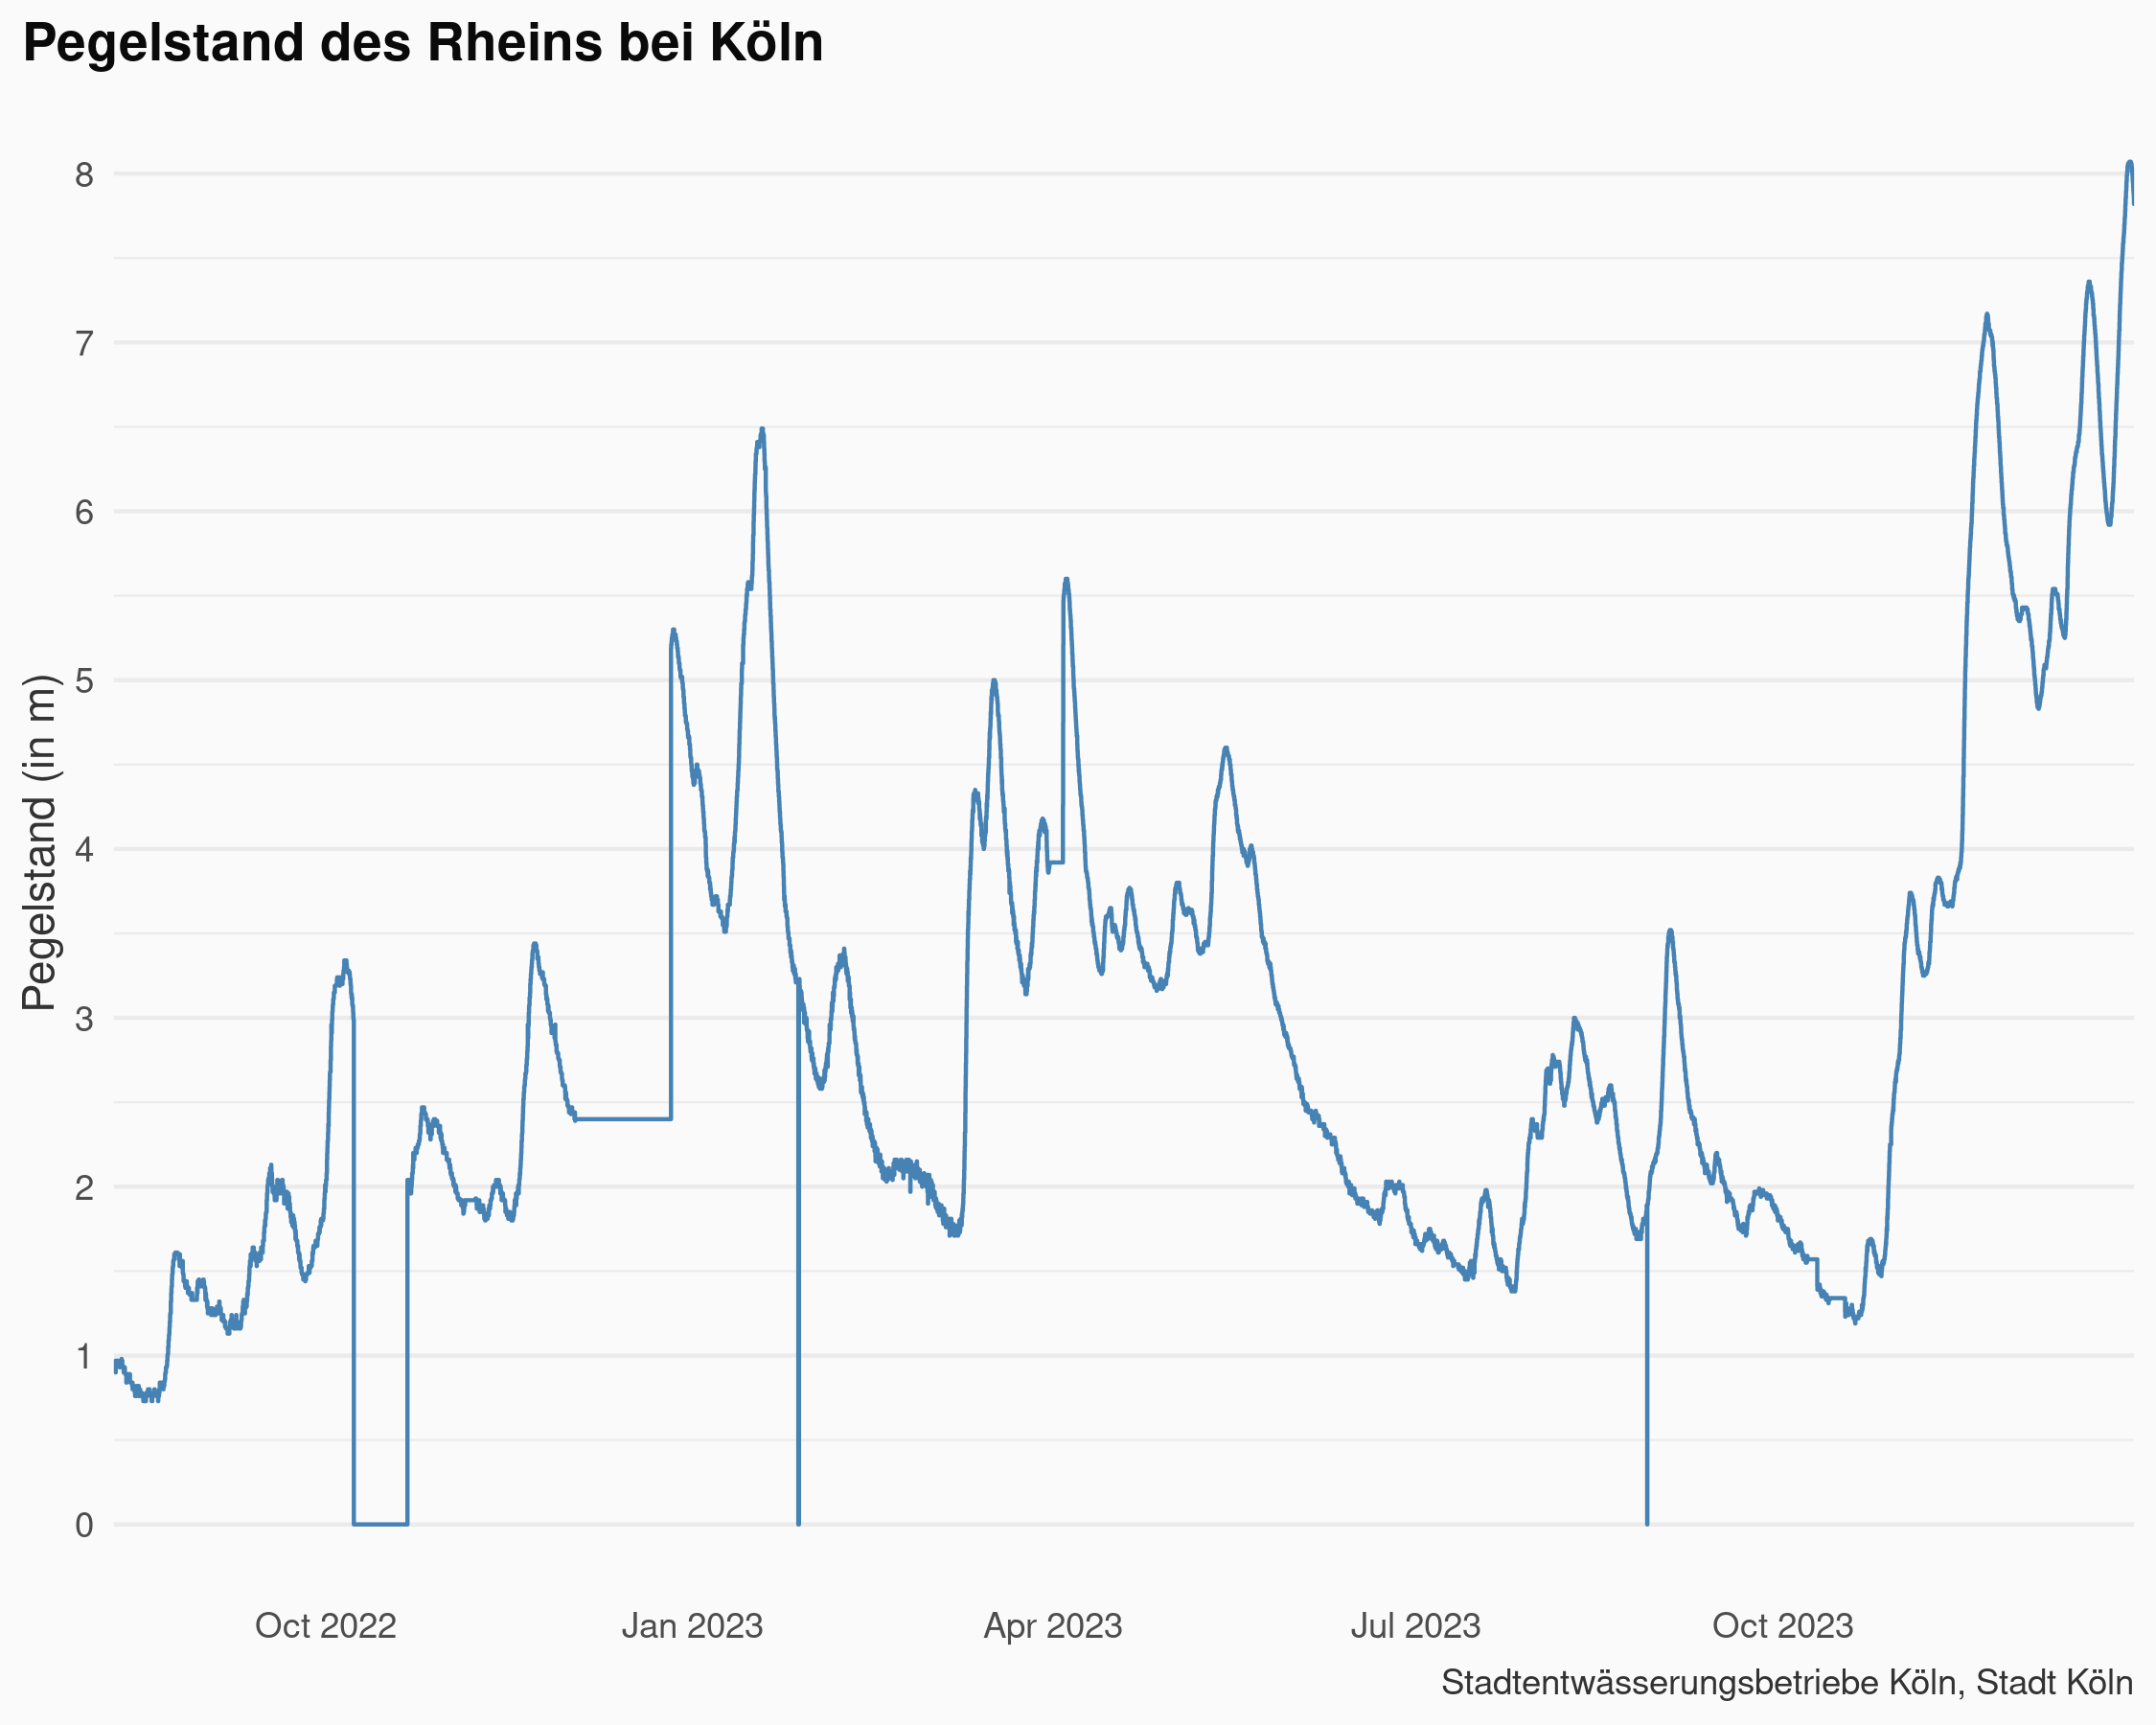 Pegelstand des Rheins bei Köln
8
7
6
5
4
3
2
1
0
Pegelstand (in m)
Oct 2022 Jan 2023 Apr 2023 Jul 2023 Oct 2023
Stadtentwässerungsbetriebe Köln, Stadt Köln